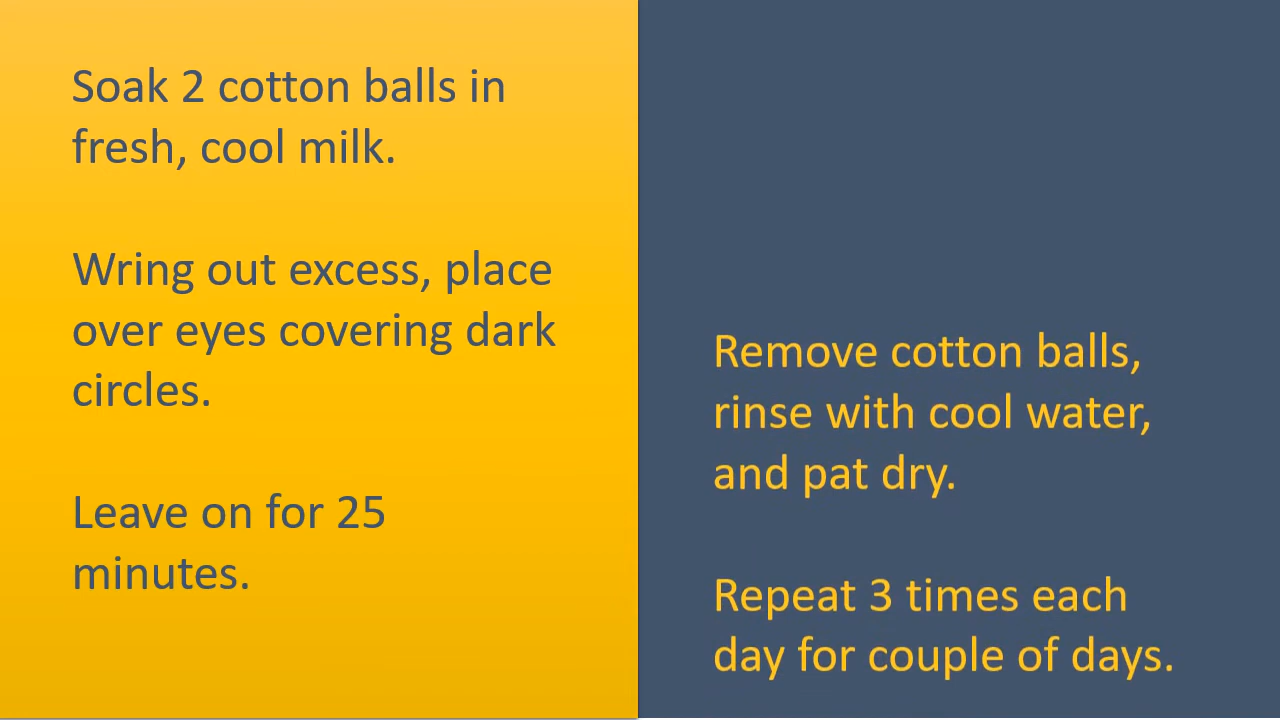 Soak 2 cotton balls in
fresh, cool milk.
Wring out excess, place
over eyes covering dark
circles.
Leave on for 25
minutes.
Remove cotton balls,
rinse with cool water,
and pat dry.
Repeat 3 times each
day for couple of days.